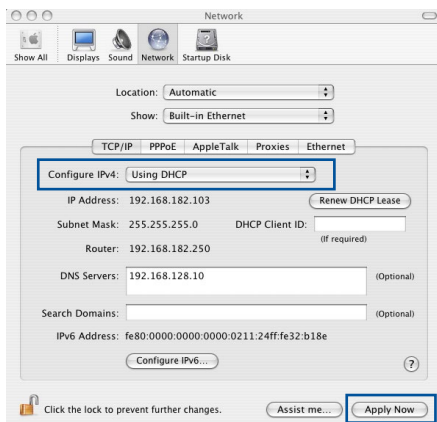 Network
Show All Displays Sound Network Startup Disk
Location: Automatic
Show: Built-in Ethernet
TCP/IP PPPoE AppleTalk Proxies Ethernet
Configure IPv4: Using DHCP
IP Address: 192.168.182.103 Renew DHCP Lease
Subnet Mask: 255.255.255.0 DHCP Client ID:
(If required)
Router: 192.168.182.250
DNS Servers: 192.168.128.10 (Optional)
Search Domains: (Optional)
IPv6 Address: fe80:0000:0000:0000:0211:24ff:fe32:b18e
Configure IPv6... ?
Click the lock to prevent further changes. Assist me... Apply Now